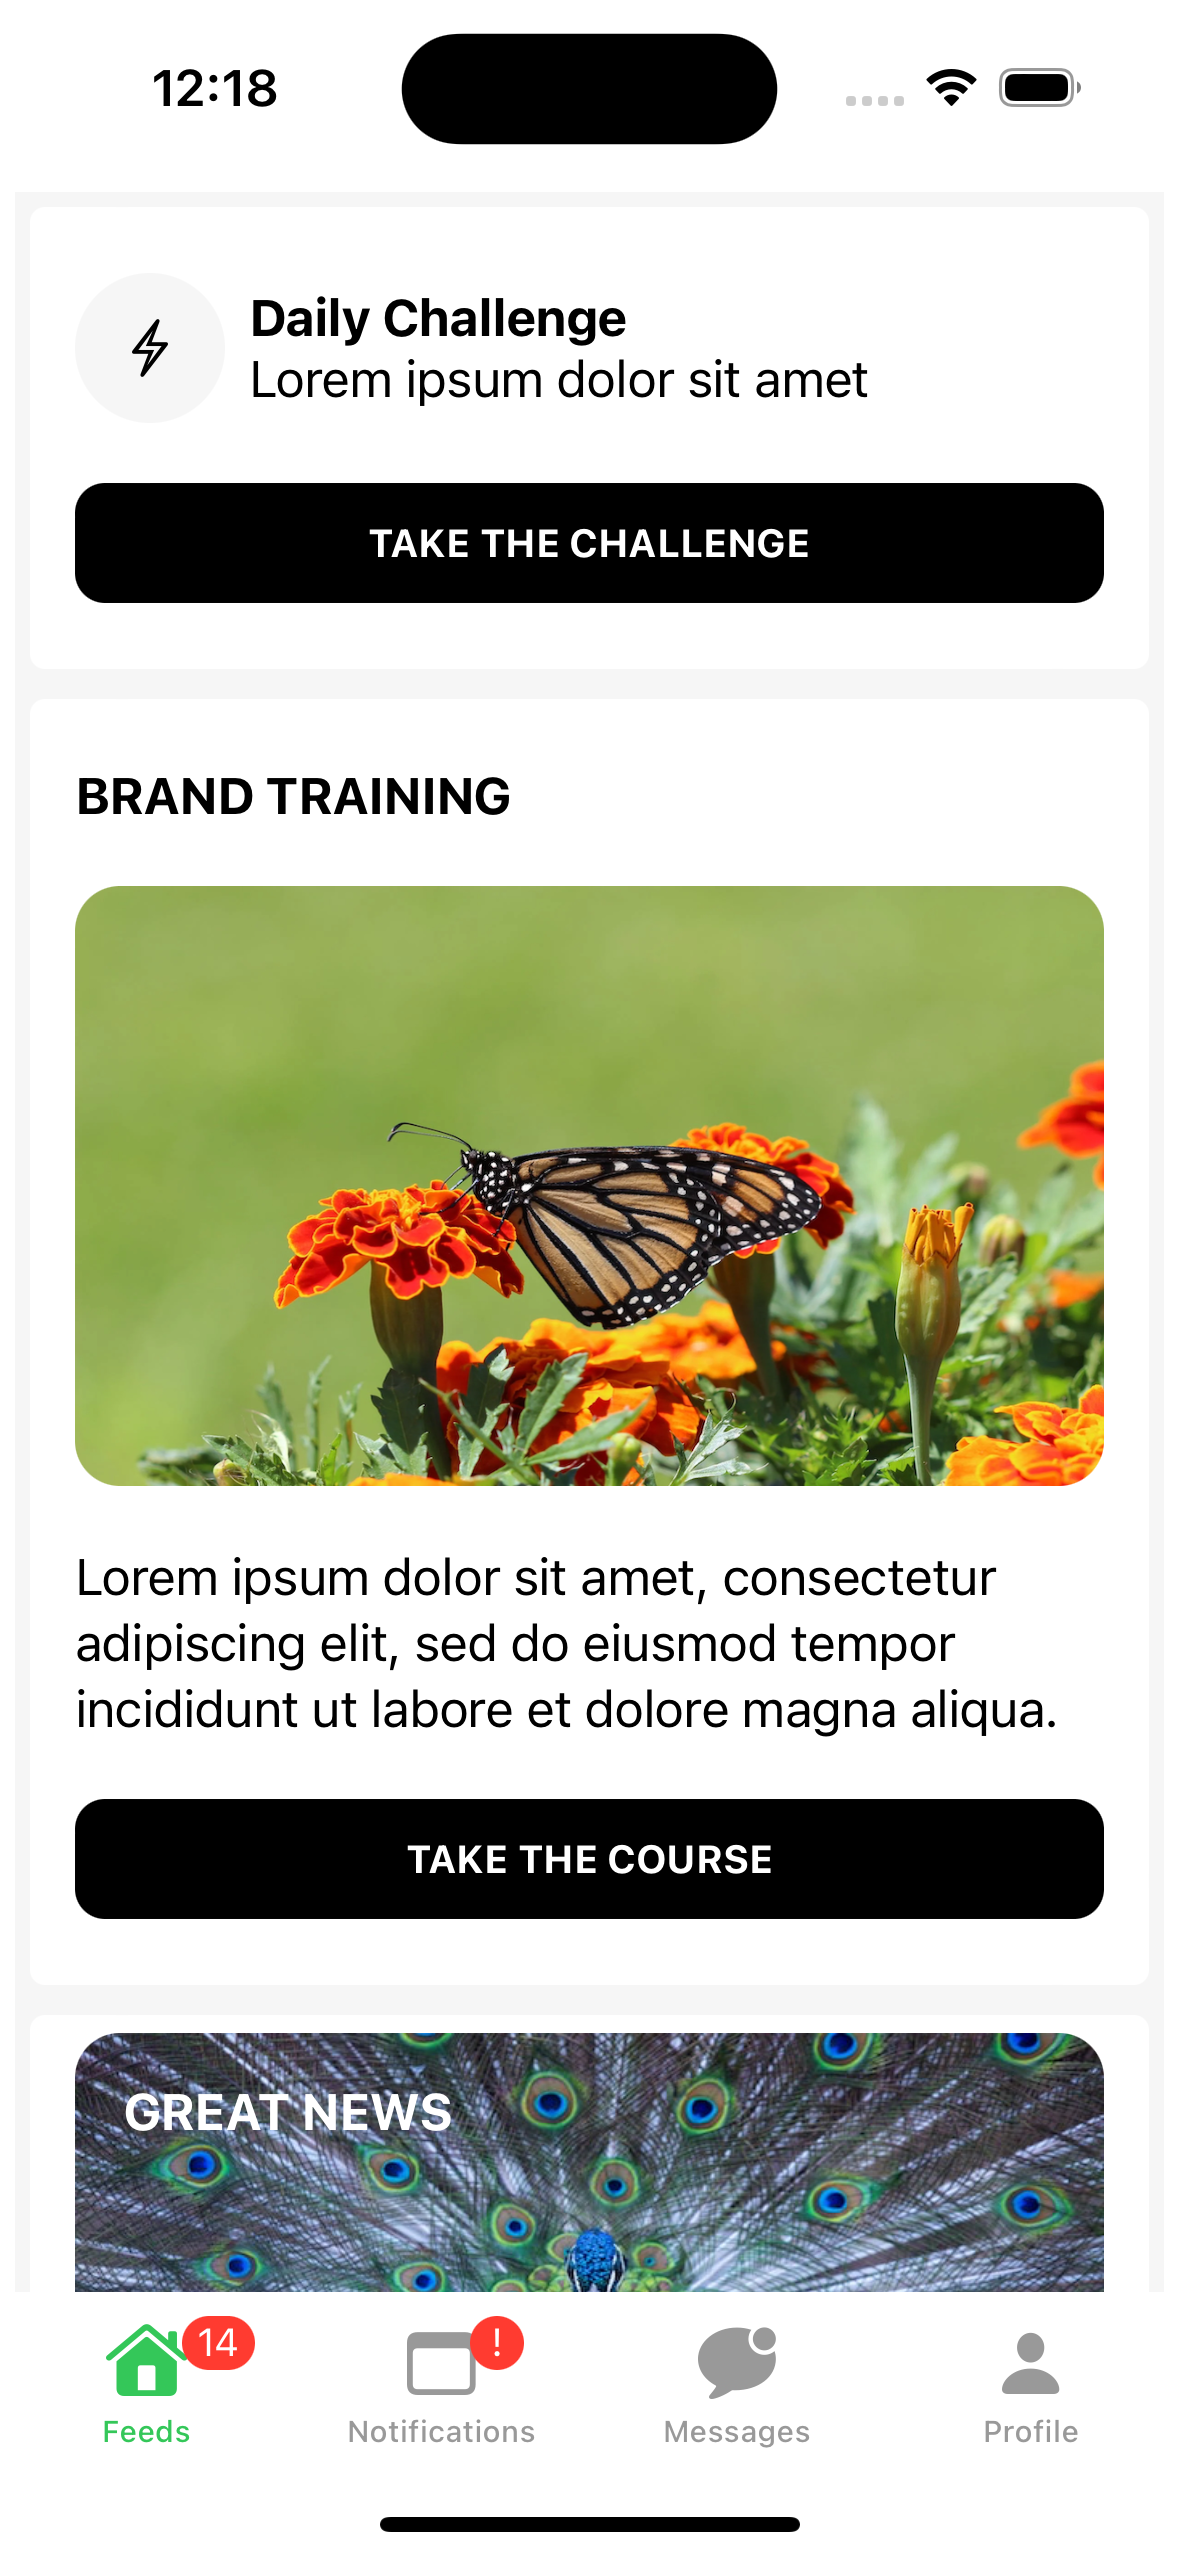 12:18
Daily Challenge
Lorem ipsum dolor sit amet
TAKE THE CHALLENGE
BRAND TRAINING
Lorem ipsum dolor sit amet, consectetur
adipiscing elit, sed do eiusmod tempor
incididunt ut labore et dolore magna aliqua.
TAKE THE COURSE
GREAT NEWS
14
!
Feeds
Notifications
Messages
Profile